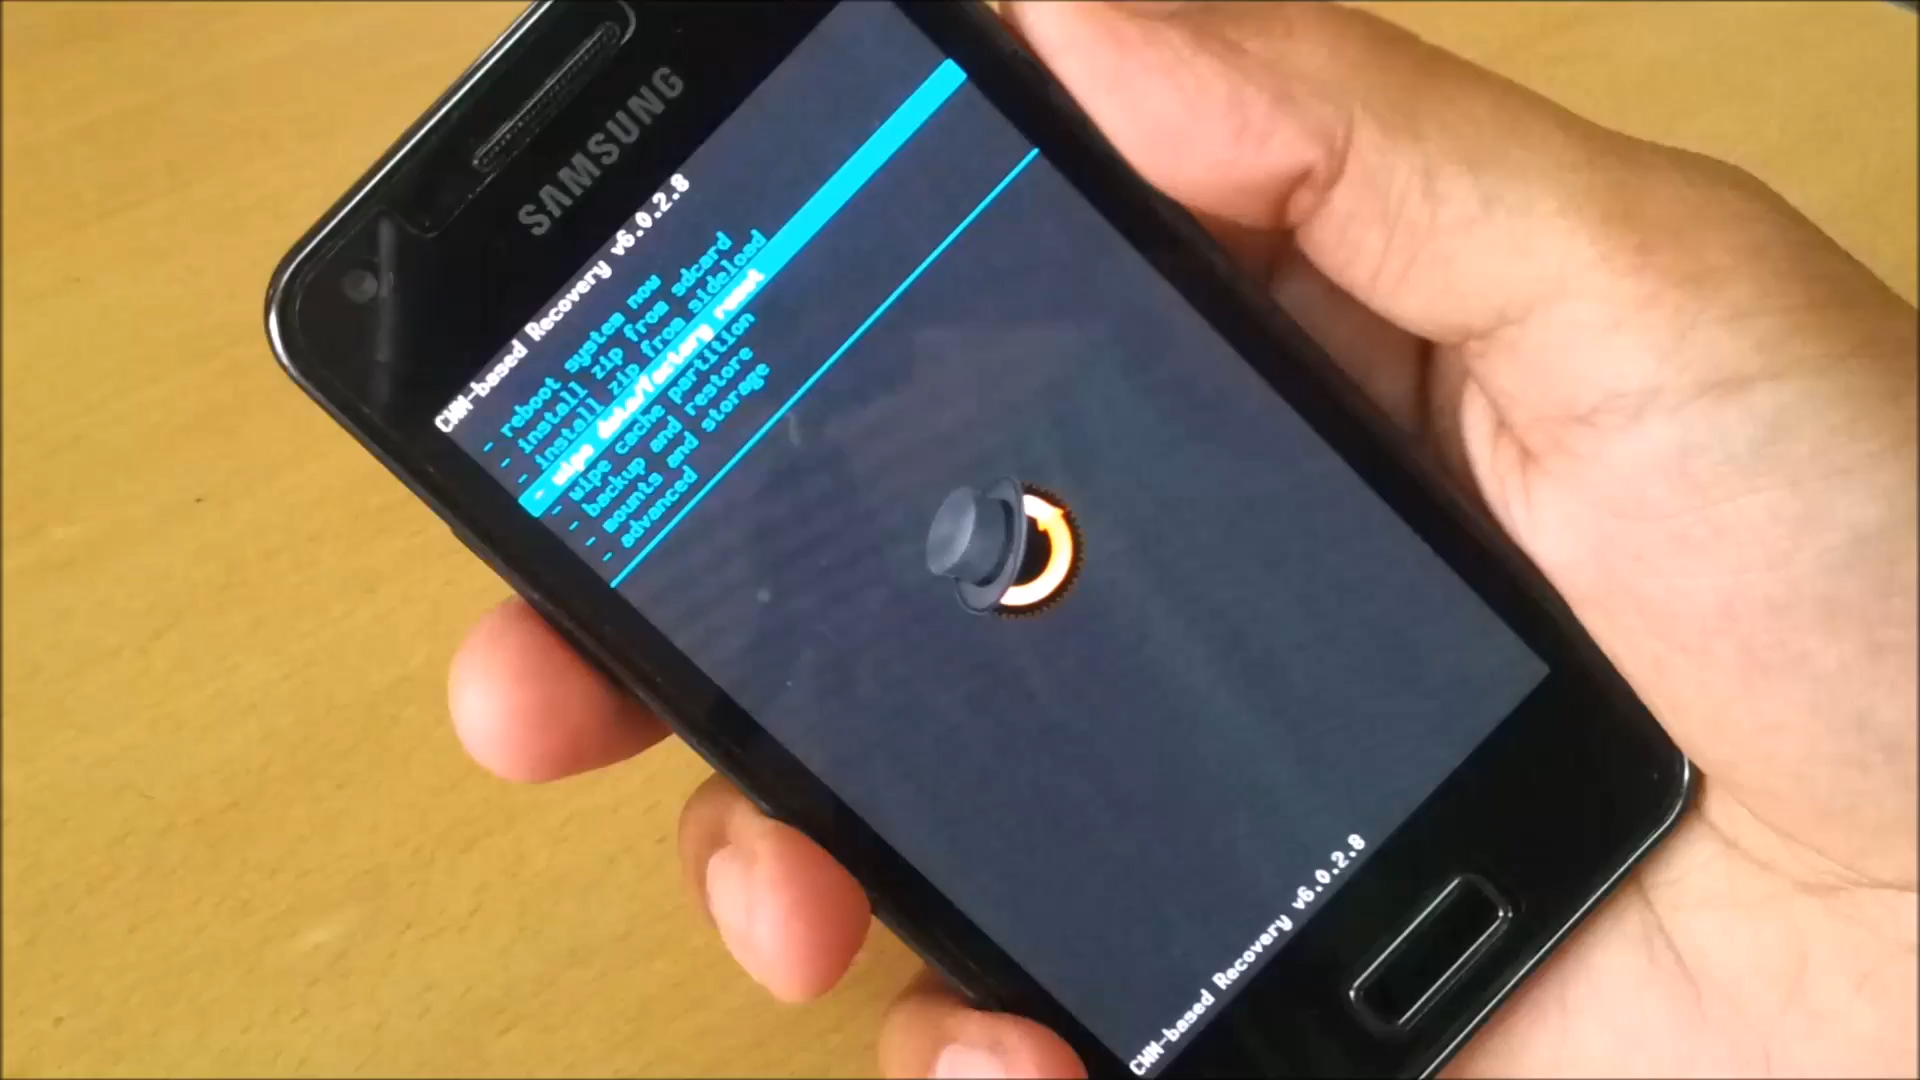 SAMSUNG
CWM-based Recovery v6.0.2.8
- reboot system now
- install zip from sdcard
- install zip from sideload
- wipe data/factory reset
- wipe cache partition
- backup and restore
- mounts and storage
- advanced
CWM-based Recovery v6.0.2.8